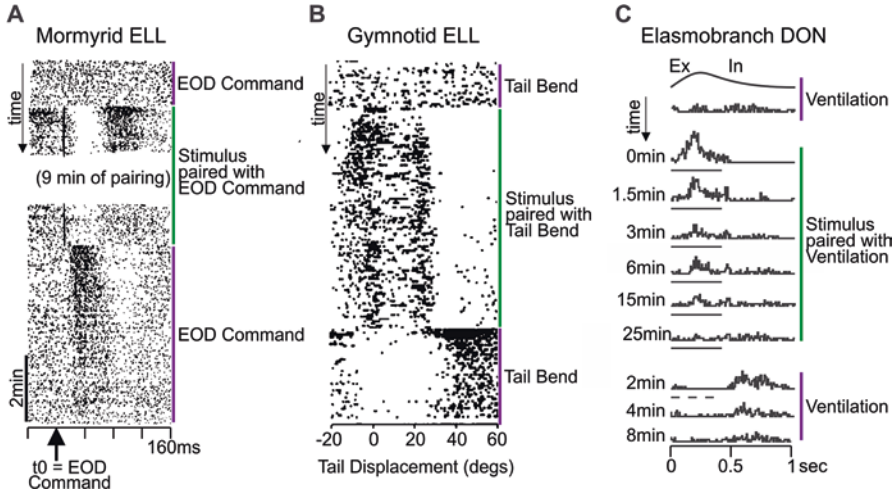 A
Mormyrid ELL
time
EOD Command
Stimulus
paired with
EOD Command
(9 min of pairing)
EOD Command
2min
160ms
t0 = EOD
Command
B
Gymnotid ELL
time
Tail Bend
Stimulus
paired with
Tail Bend
Tail Bend
-20 0 20 40 60
Tail Displacement (degs)
C
Elasmobranch DON
Ex In
Ventilation
time
0min
1.5min
3min
6min
15min
25min
Stimulus
paired with
Ventilation
2min
4min
8min
Ventilation
0 0.5 1 sec